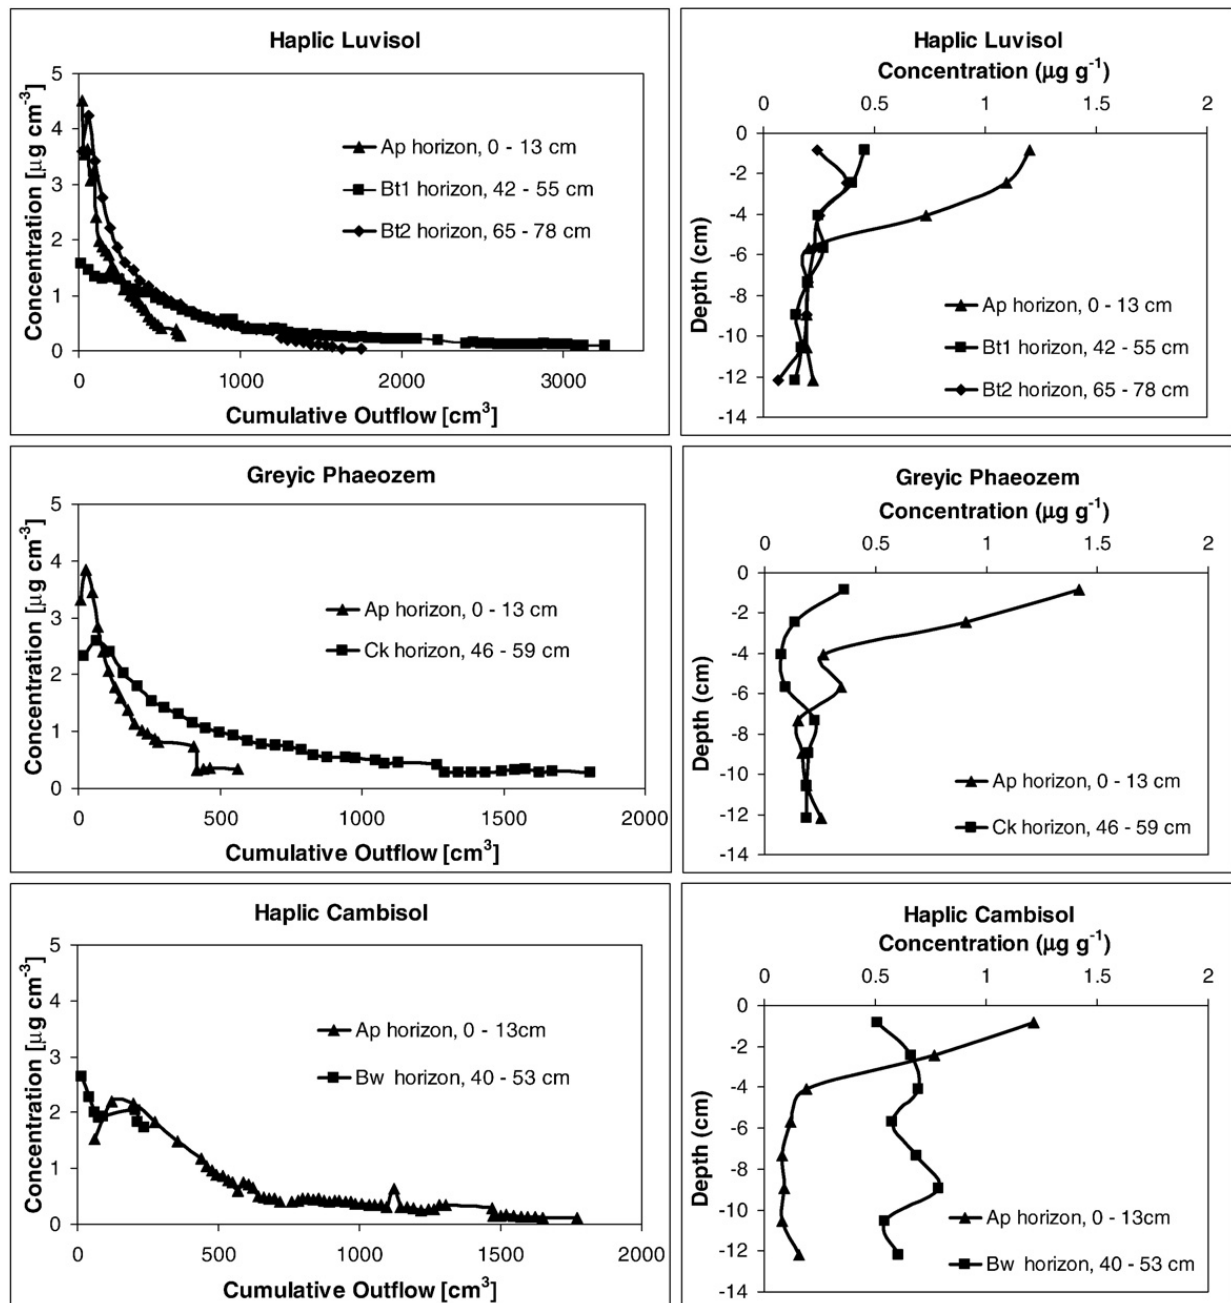 Haplic Luvisol
Concentration [µg cm-3]
5
4
3
2
1
0
Ap horizon, 0 - 13 cm
Bt1 horizon, 42 - 55 cm
Bt2 horizon, 65 - 78 cm
0 1000 2000 3000
Cumulative Outflow [cm3]
Haplic Luvisol
Concentration (µg g-1)
0 0.5 1 1.5 2
Depth (cm)
0
-2
-4
-6
-8
-10
-12
-14
Ap horizon, 0 - 13 cm
Bt1 horizon, 42 - 55 cm
Bt2 horizon, 65 - 78 cm
Greyic Phaeozem
Concentration [µg cm-3]
5
4
3
2
1
0
Ap horizon, 0 - 13 cm
Ck horizon, 46 - 59 cm
0 500 1000 1500 2000
Cumulative Outflow [cm3]
Greyic Phaeozem
Concentration (µg g-1)
0 0.5 1 1.5 2
Depth (cm)
0
-2
-4
-6
-8
-10
-12
-14
Ap horizon, 0 - 13 cm
Ck horizon, 46 - 59 cm
Haplic Cambisol
Concentration [µg cm-3]
5
4
3
2
1
0
Ap horizon, 0 - 13cm
Bw horizon, 40 - 53 cm
0 500 1000 1500 2000
Cumulative Outflow [cm3]
Haplic Cambisol
Concentration (µg g-1)
0 0.5 1 1.5 2
Depth (cm)
0
-2
-4
-6
-8
-10
-12
-14
Ap horizon, 0 - 13cm
Bw horizon, 40 - 53 cm